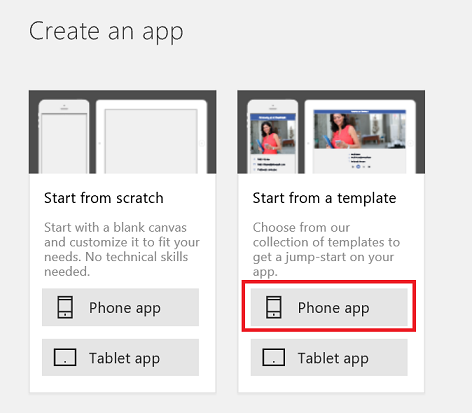 Create an app
Start from scratch
Start with a blank canvas
and customize it to fit your
needs. No technical skills
needed.
Phone app
Tablet app
Start from a template
Choose from our
collection of templates to
get a jump-start on your
app.
Phone app
Tablet app